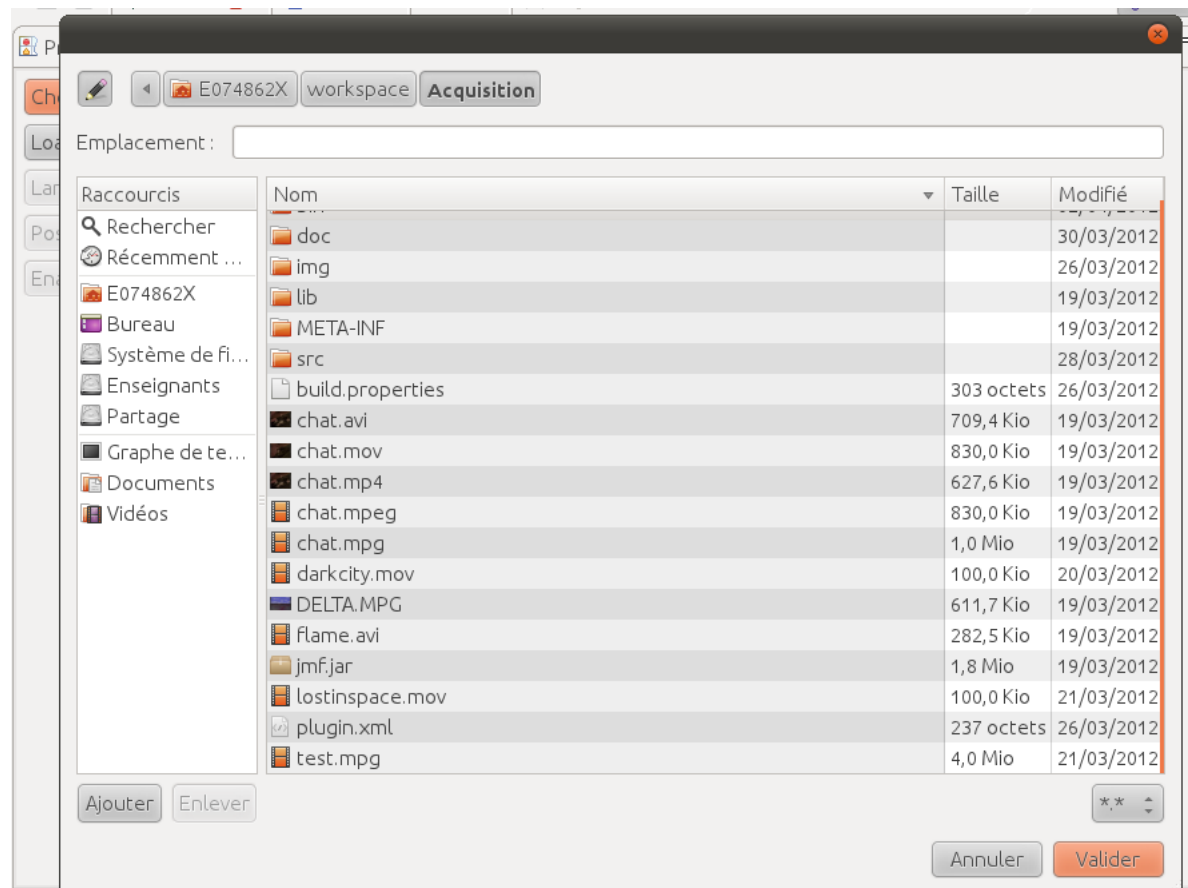 E074862X workspace Acquisition
Emplacement :
Raccourcis
Rechercher
Récemment ...
E074862X
Bureau
Système de fi...
Enseignants
Partage
Graphe de te...
Documents
Vidéos
Nom Taille Modifié
doc 30/03/2012
img 26/03/2012
lib 19/03/2012
META-INF 19/03/2012
src 28/03/2012
build.properties 303 octets 26/03/2012
chat.avi 709,4 Kio 19/03/2012
chat.mov 830,0 Kio 19/03/2012
chat.mp4 627,6 Kio 19/03/2012
chat.mpeg 830,0 Kio 19/03/2012
chat.mpg 1,0 Mio 19/03/2012
darkcity.mov 100,0 Kio 20/03/2012
DELTA.MPG 611,7 Kio 19/03/2012
flame.avi 282,5 Kio 19/03/2012
jmf.jar 1,8 Mio 19/03/2012
lostinspace.mov 100,0 Kio 21/03/2012
plugin.xml 237 octets 26/03/2012
test.mpg 4,0 Mio 21/03/2012
Ajouter Enlever *.*
Annuler Valider